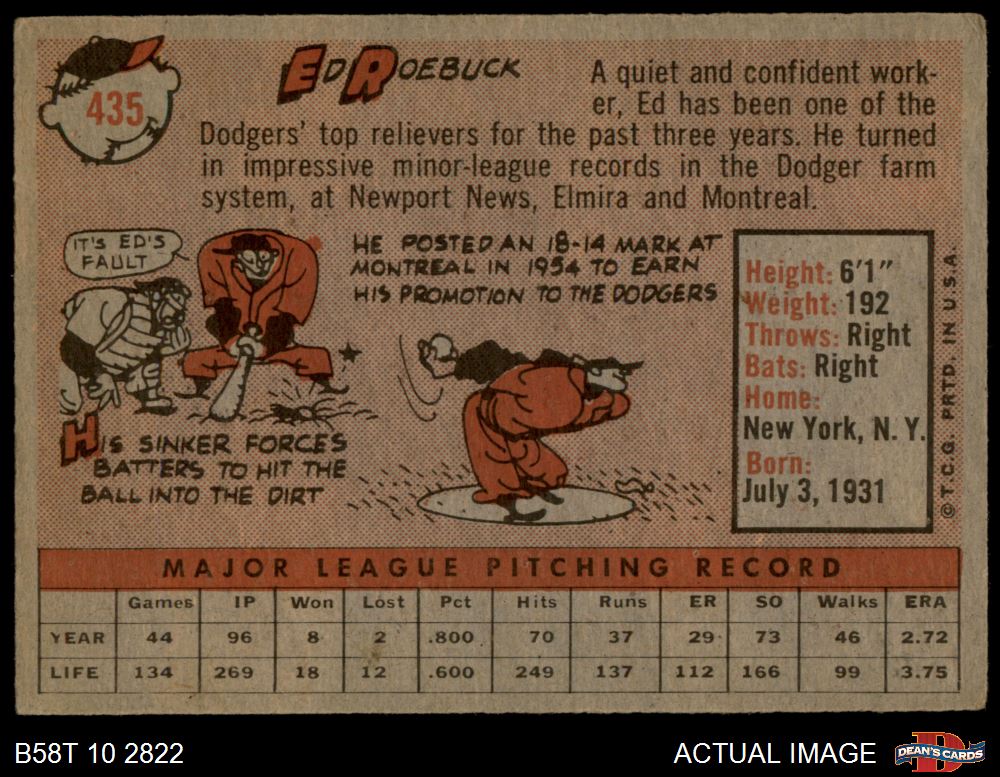 435
ED ROEBUCK
A quiet and confident work-
er, Ed has been one of the
Dodgers' top relievers for the past three years. He turned
in impressive minor-league records in the Dodger farm
system, at Newport News, Elmira and Montreal.
IT'S ED'S
FAULT
HIS SINKER FORCES
BATTERS TO HIT THE
BALL INTO THE DIRT
HE POSTED AN 18-14 MARK AT
MONTREAL IN 1954 TO EARN
HIS PROMOTION TO THE DODGERS
Height: 6'1"
Weight: 192
Throws: Right
Bats: Right
Home:
New York, N. Y.
Born:
July 3, 1931
© T. C. G. PRTD. IN U. S. A.
MAJOR LEAGUE PITCHING RECORD
Games IP Won Lost Pct Hits Runs ER SO Walks ERA
YEAR 44 96 8 2 .800 70 37 29 73 46 2.72
LIFE 134 269 18 12 .600 249 137 112 166 99 3.75
B58T 10 2822
ACTUAL IMAGE
D
DEAN'S CARDS